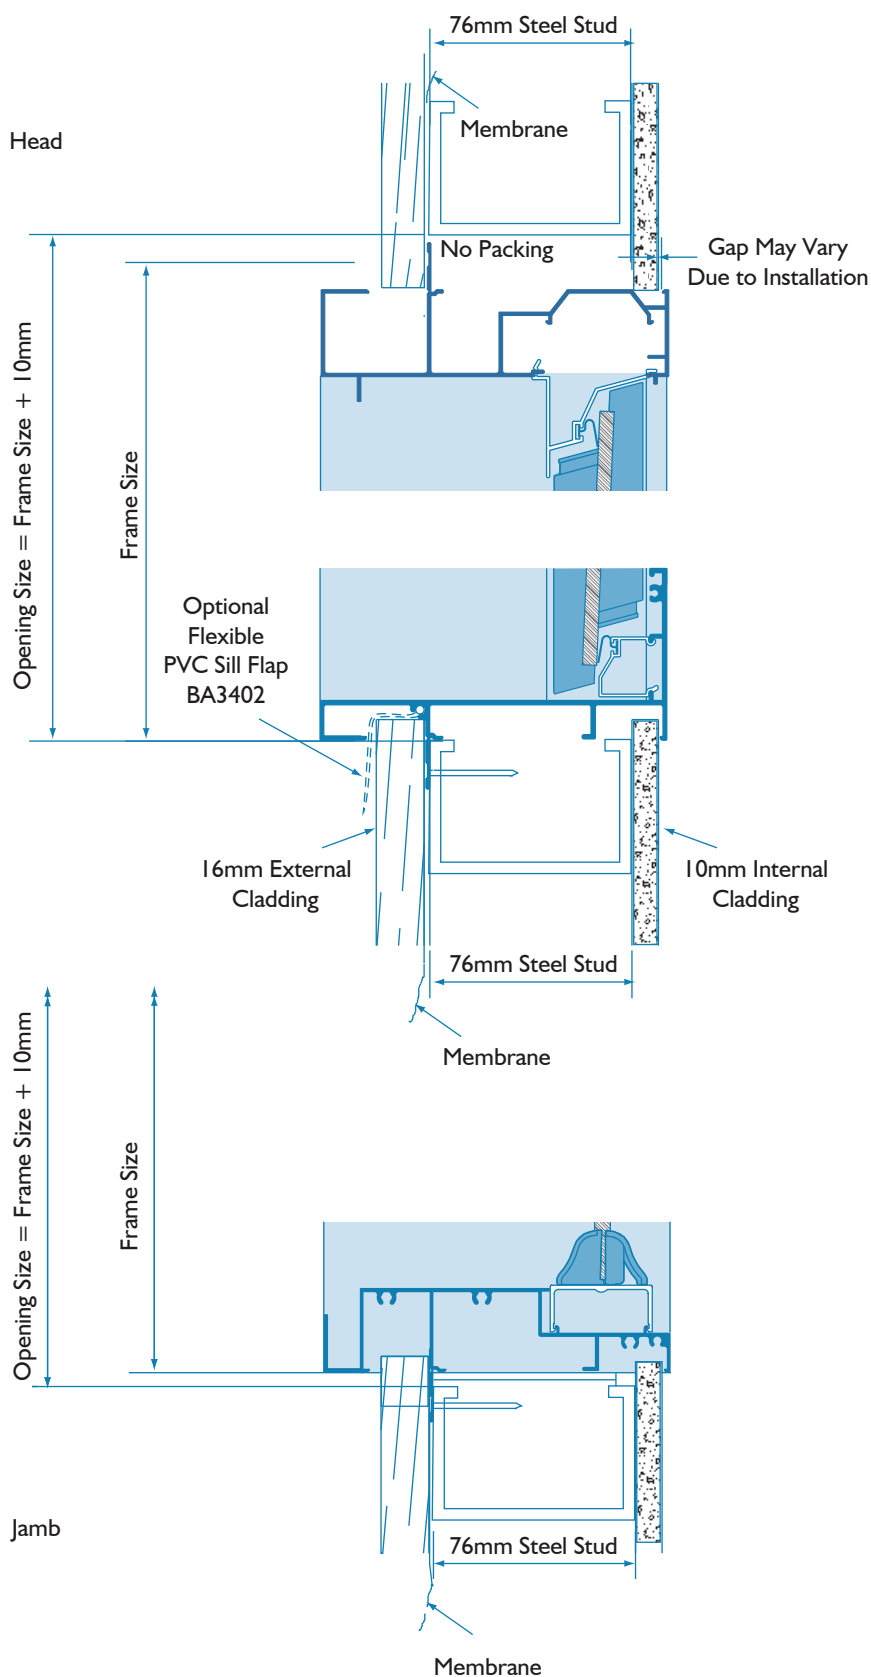 76mm Steel Stud
Membrane
Head
No Packing
Gap May Vary
Due to Installation
Opening Size = Frame Size + 10mm
Frame Size
Optional
Flexible
PVC Sill Flap
BA3402
16mm External
Cladding
10mm Internal
Cladding
76mm Steel Stud
Membrane
Opening Size = Frame Size + 10mm
Frame Size
Jamb
76mm Steel Stud
Membrane